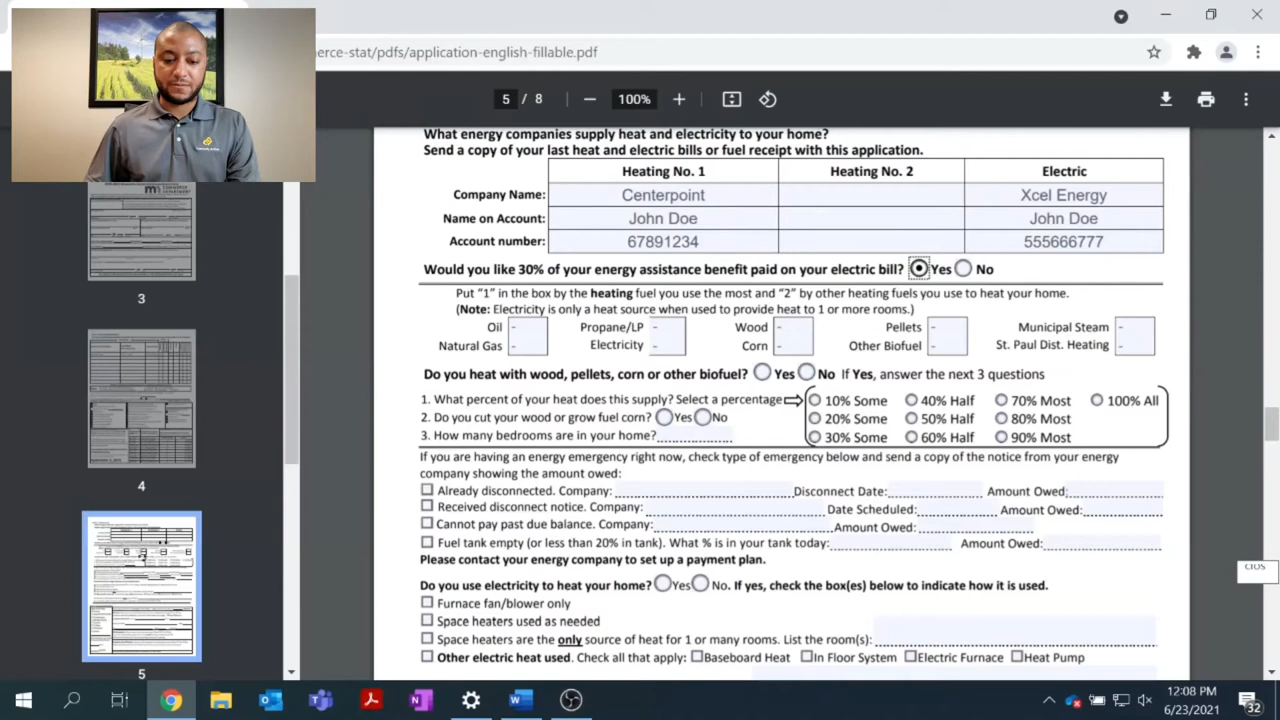 erce-stat/pdfs/application-english-fillable.pdf
5 / 8
100%
What energy companies supply heat and electricity to your home?
Send a copy of your last heat and electric bills or fuel receipt with this application.
Heating No. 1 Heating No. 2 Electric
Company Name: Centerpoint Xcel Energy
Name on Account: John Doe John Doe
Account number: 67891234 555666777
Would you like 30% of your energy assistance benefit paid on your electric bill? Yes No
Put "1" in the box by the heating fuel you use the most and "2" by other heating fuels you use to heat your home.
(Note: Electricity is only a heat source when used to provide heat to 1 or more rooms.)
Oil - Propane/LP - Wood - Pellets - Municipal Steam -
Natural Gas - Electricity - Corn - Other Biofuel - St. Paul Dist. Heating -
Do you heat with wood, pellets, corn or other biofuel? Yes No If Yes, answer the next 3 questions
1. What percent of your heat does this supply? Select a percentage 10% Some 40% Half 70% Most 100% All
2. Do you cut your wood or grow fuel corn? Yes No 20% Some 50% Half 80% Most
3. How many bedrooms are in your home? 30% Some 60% Half 90% Most
If you are having an energy emergency right now, check type of emergency below and send a copy of the notice from your energy
company showing the amount owed:
Already disconnected. Company: Disconnect Date: Amount Owed:
Received disconnect notice. Company: Date Scheduled: Amount Owed:
Cannot pay past due balance. Company: Amount Owed:
Fuel tank empty (or less than 20% in tank). What % is in your tank today: Amount Owed:
Please contact your energy company to set up a payment plan.
Do you use electricity to heat your home? Yes No. If yes, check box(es) below to indicate how it is used.
Furnace fan/blower only
Space heaters used as needed
Space heaters are the only source of heat for 1 or many rooms. List the room(s):
Other electric heat used. Check all that apply: Baseboard Heat In Floor System Electric Furnace Heat Pump
3
4
5
12:08 PM
6/23/2021
32